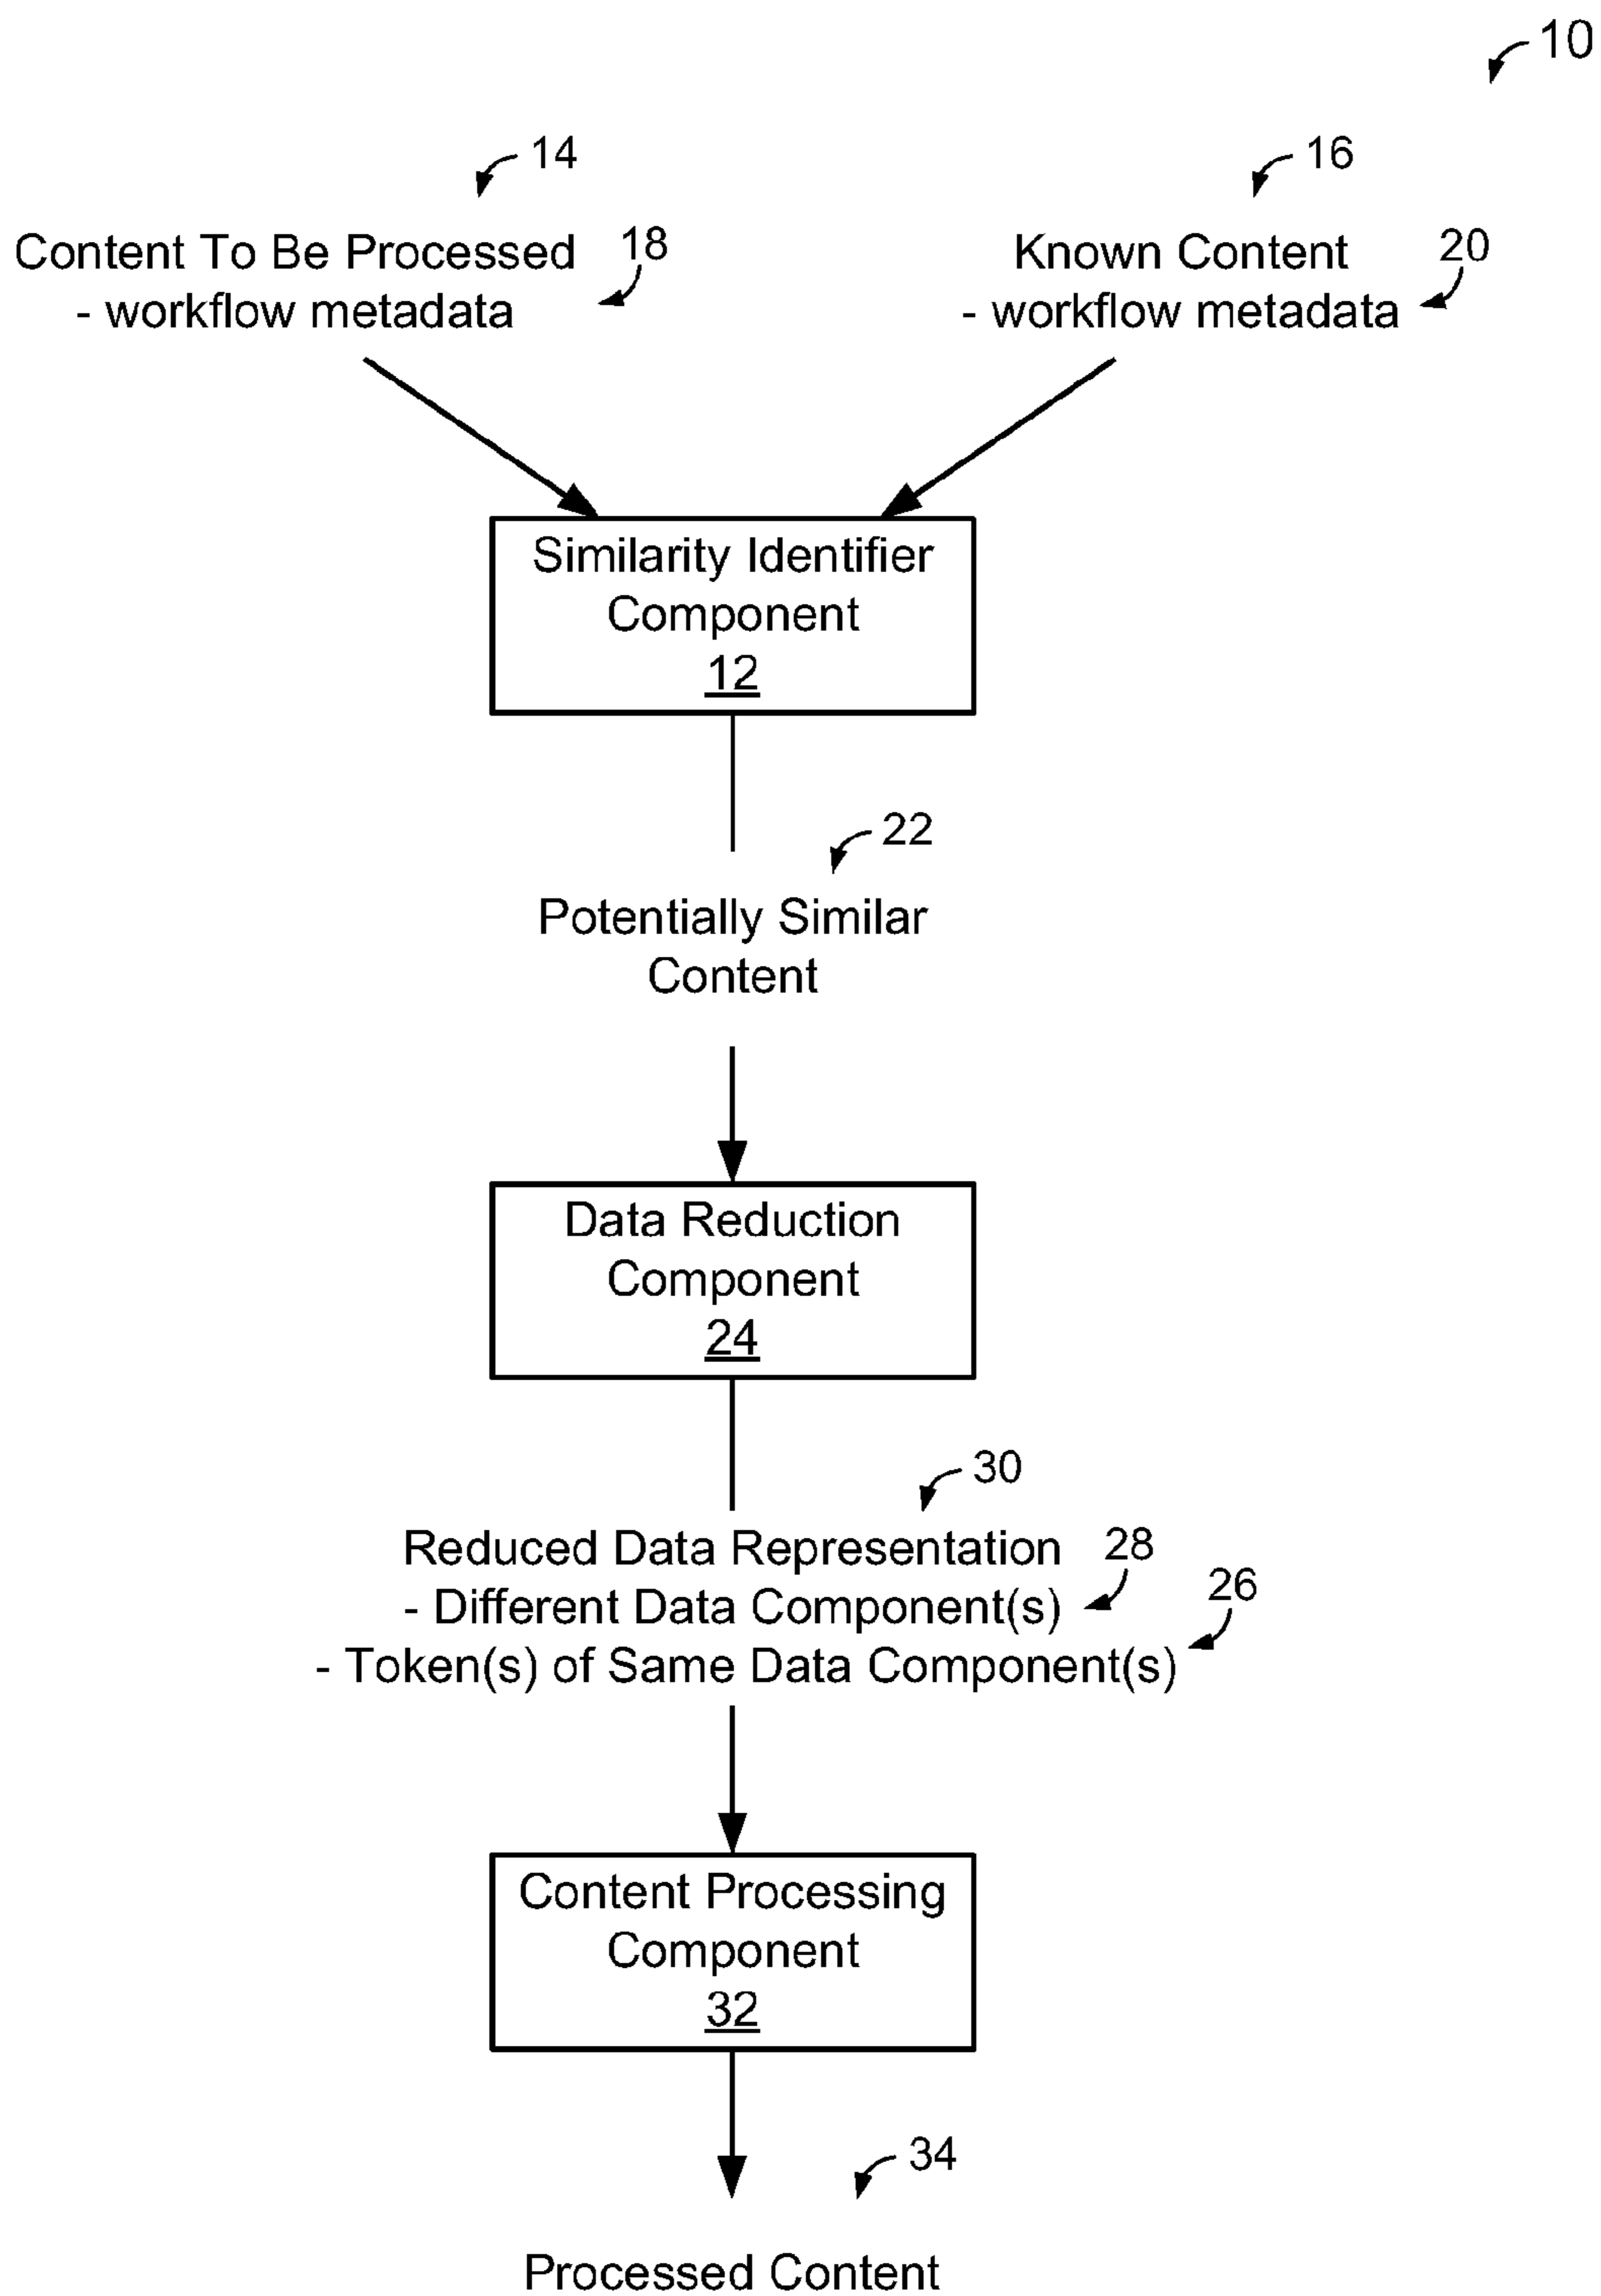 10
14
16
Content To Be Processed
18
- workflow metadata
Known Content
20
- workflow metadata
Similarity Identifier
Component
12
22
Potentially Similar
Content
Data Reduction
Component
24
30
Reduced Data Representation
28
- Different Data Component(s)
26
- Token(s) of Same Data Component(s)
Content Processing
Component
32
34
Processed Content